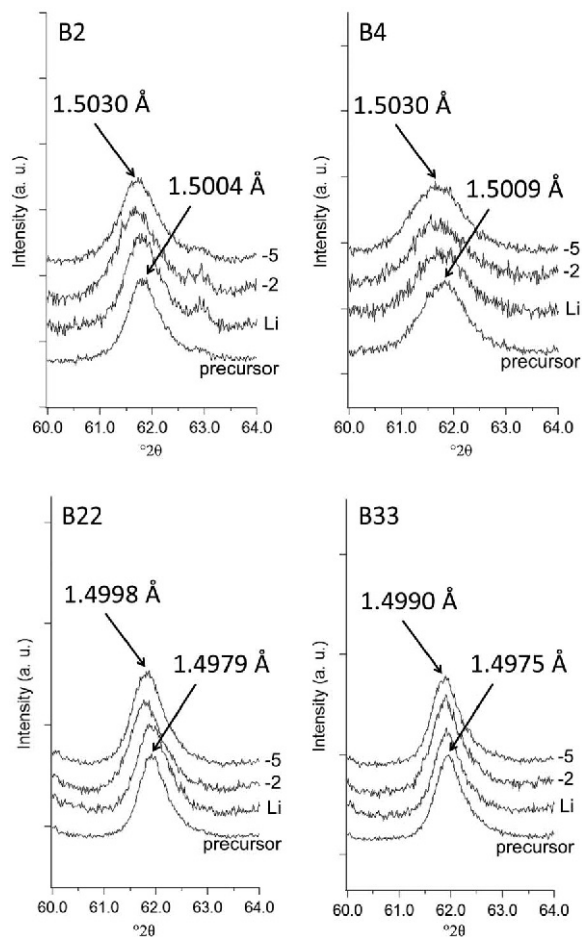 B2
1.5030 Å
1.5004 Å
Intensity (a. u.)
-5
-2
Li
precursor
60.0 61.0 62.0 63.0 64.0
°2θ
B4
1.5030 Å
1.5009 Å
Intensity (a. u.)
-5
-2
Li
precursor
60.0 61.0 62.0 63.0 64.0
°2θ
B22
1.4998 Å
1.4979 Å
Intensity (a. u.)
-5
-2
Li
precursor
60.0 61.0 62.0 63.0 64.0
°2θ
B33
1.4990 Å
1.4975 Å
Intensity (a. u.)
-5
-2
Li
precursor
60.0 61.0 62.0 63.0 64.0
°2θ